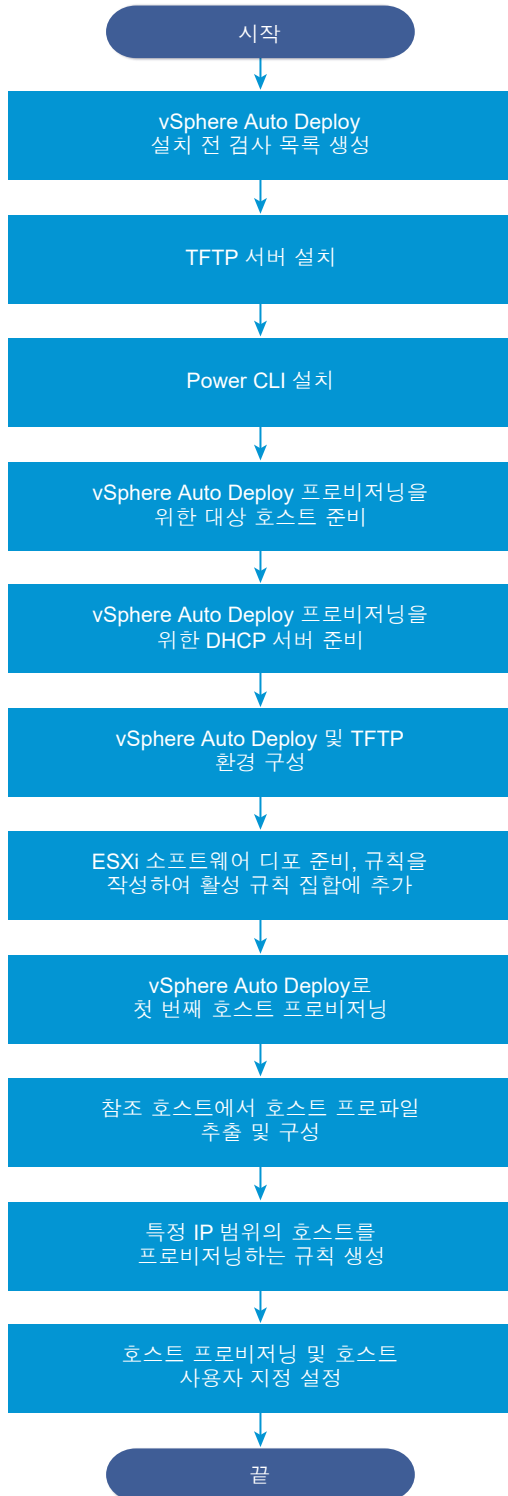 시작
vSphere Auto Deploy
설치 전 검사 목록 생성
TFTP 서버 설치
Power CLI 설치
vSphere Auto Deploy 프로비저닝을
위한 대상 호스트 준비
vSphere Auto Deploy 프로비저닝을
위한 DHCP 서버 준비
vSphere Auto Deploy 및 TFTP
환경 구성
ESXi 소프트웨어 디포 준비, 규칙을
작성하여 활성 규칙 집합에 추가
vSphere Auto Deploy로
첫 번째 호스트 프로비저닝
참조 호스트에서 호스트 프로파일
추출 및 구성
특정 IP 범위의 호스트를
프로비저닝하는 규칙 생성
호스트 프로비저닝 및 호스트
사용자 지정 설정
끝